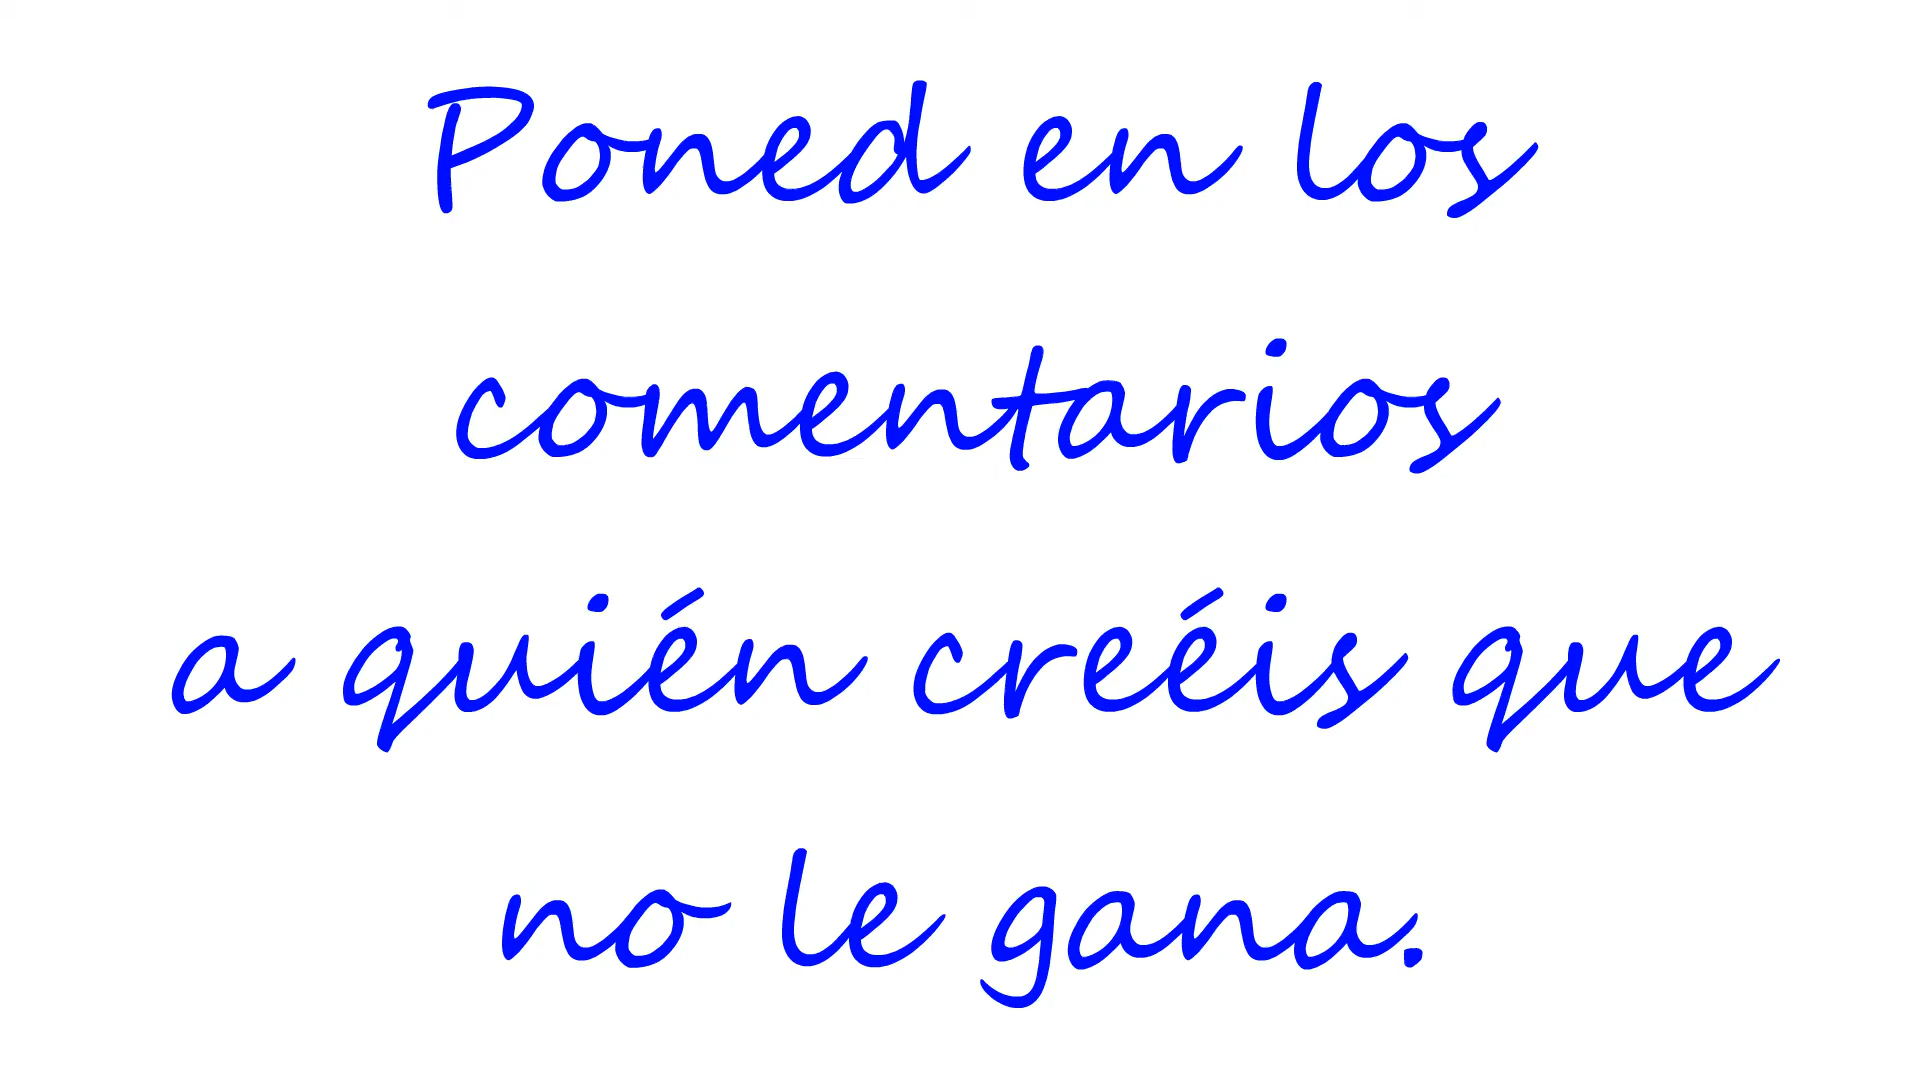 Poned en los
comentarios
a quién creéis que
no le gana.